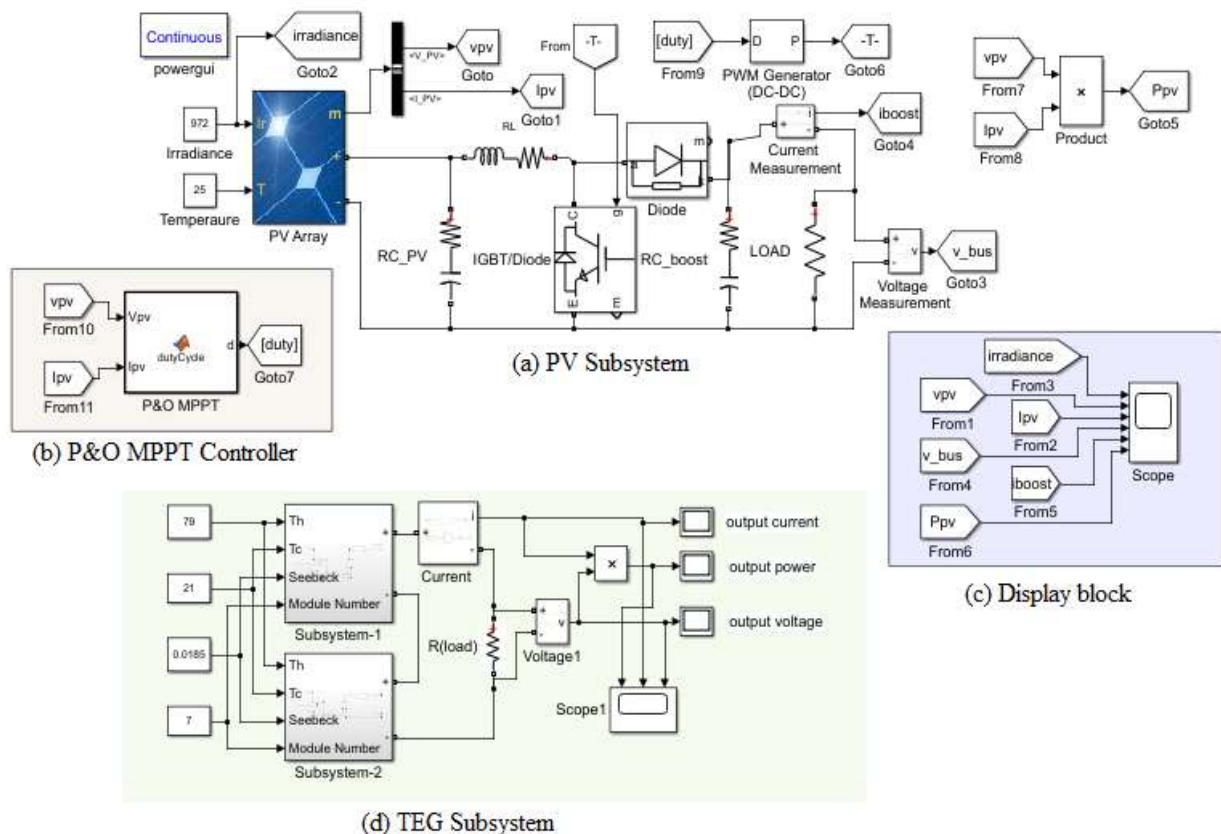 Continuous
powergui
irradiance
Goto2
<V_PV>
vpv
Goto
<I_PV>
Ipv
Goto1
From
-T-
[duty]
From9
D P
PWM Generator
(DC-DC)
-T-
Goto6
vpv
From7
Ipv
From8
×
Product
Ppv
Goto5
972
Irradiance
25
Temperaure
Ir
T
m
+
-
PV Array
RL
RC_PV
C
g
E
m
IGBT/Diode
a
m
k
Diode
RC_boost
+
i
-
Current
Measurement
iboost
Goto4
LOAD
+
-
v
Voltage
Measurement
v_bus
Goto3
(a) PV Subsystem
vpv
From10
Ipv
From11
Vpv
Ipv
dutyCycle
d
P&O MPPT
[duty]
Goto7
(b) P&O MPPT Controller
irradiance
From3
vpv
From1
Ipv
From2
v_bus
From4
iboost
From5
Ppv
From6
Scope
(c) Display block
79
21
0.0185
7
Th
Tc
Seebeck
Module Number
+
-
Subsystem-1
Th
Tc
Seebeck
Module Number
+
-
Subsystem-2
+
i
-
Current
R(load)
+
-
v
Voltage1
×
Scope1
output current
output power
output voltage
(d) TEG Subsystem